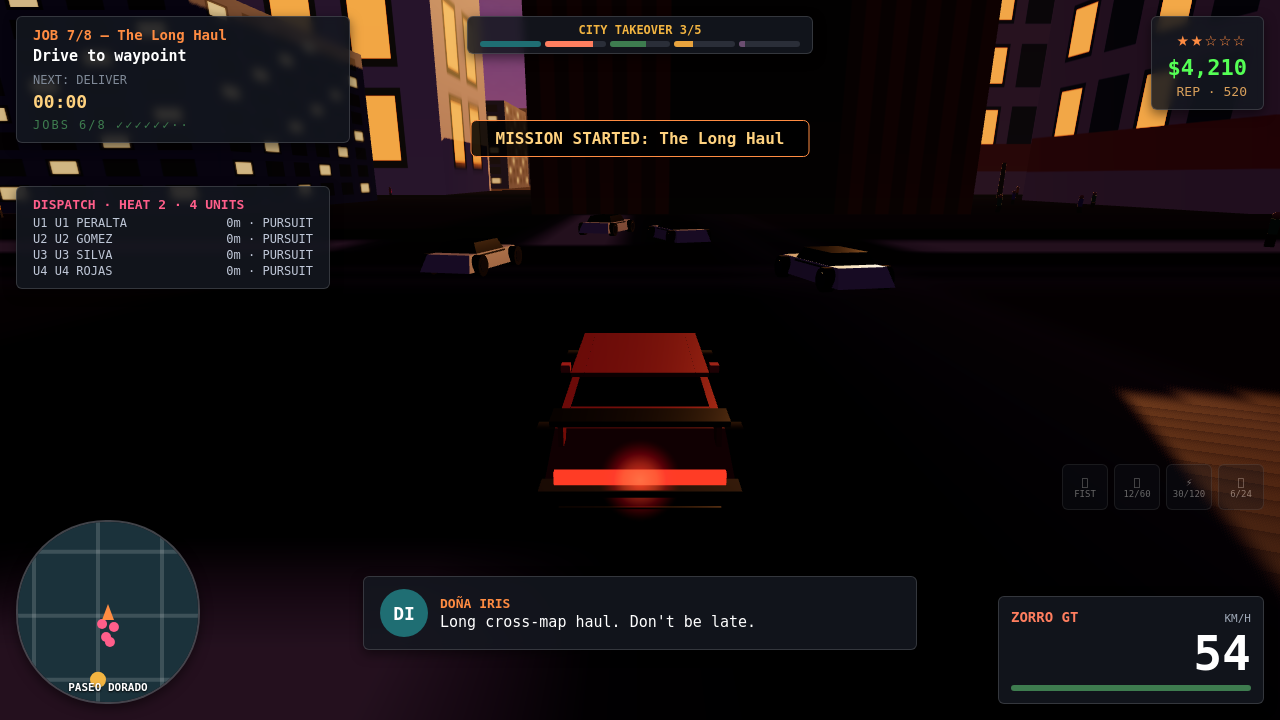 JOB 7/8 — The Long Haul
Drive to waypoint
NEXT: DELIVER
00:00
JOBS 6/8 ✓✓✓✓✓✓··
CITY TAKEOVER 3/5
★★☆☆☆
$4,210
REP · 520
MISSION STARTED: The Long Haul
DISPATCH · HEAT 2 · 4 UNITS
U1 U1 PERALTA 0m · PURSUIT
U2 U2 GOMEZ 0m · PURSUIT
U3 U3 SILVA 0m · PURSUIT
U4 U4 ROJAS 0m · PURSUIT
FIST
12/60
30/120
6/24
PASEO DORADO
DI
DOÑA IRIS
Long cross-map haul. Don't be late.
ZORRO GT
KM/H
54